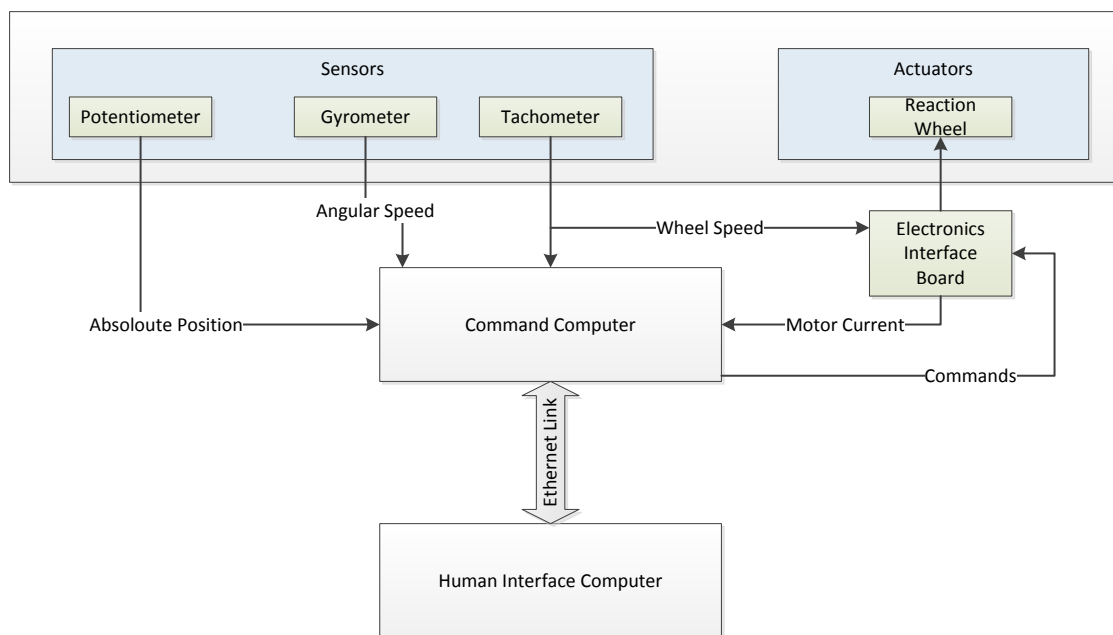 Sensors
Actuators
Potentiometer
Gyrometer
Tachometer
Reaction
Wheel
Angular Speed
Wheel Speed
Electronics
Interface
Board
Absoloute Position
Command Computer
Motor Current
Commands
Ethernet Link
Human Interface Computer